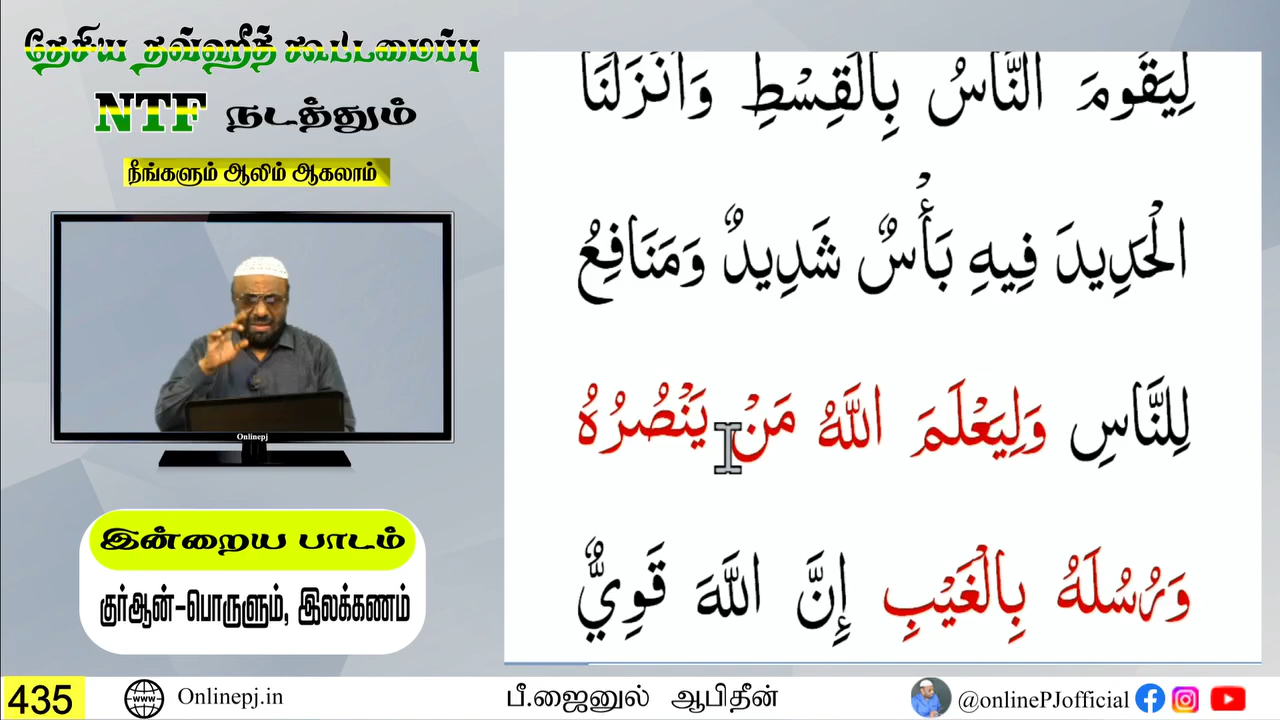 தேசிய தவ்ஹீத் கூட்டமைப்பு
NTF நடத்தும்
நீங்களும் ஆலிம் ஆகலாம்
Onlinepj
இன்றைய பாடம்
குர்ஆன்-பொருளும், இலக்கணம்
لِيَقُومَ النَّاسُ بِالْقِسْطِ وَأَنْزَلْنَا
الْحَدِيدَ فِيهِ بَأْسٌ شَدِيدٌ وَمَنَافِعُ
لِلنَّاسِ وَلِيَعْلَمَ اللَّهُ مَنْ يَنْصُرُهُ
وَرُسُلَهُ بِالْغَيْبِ إِنَّ اللَّهَ قَوِيٌّ
435 www Onlinepj.in பீ.ஜைனுல் ஆபிதீன் @onlinePJofficial